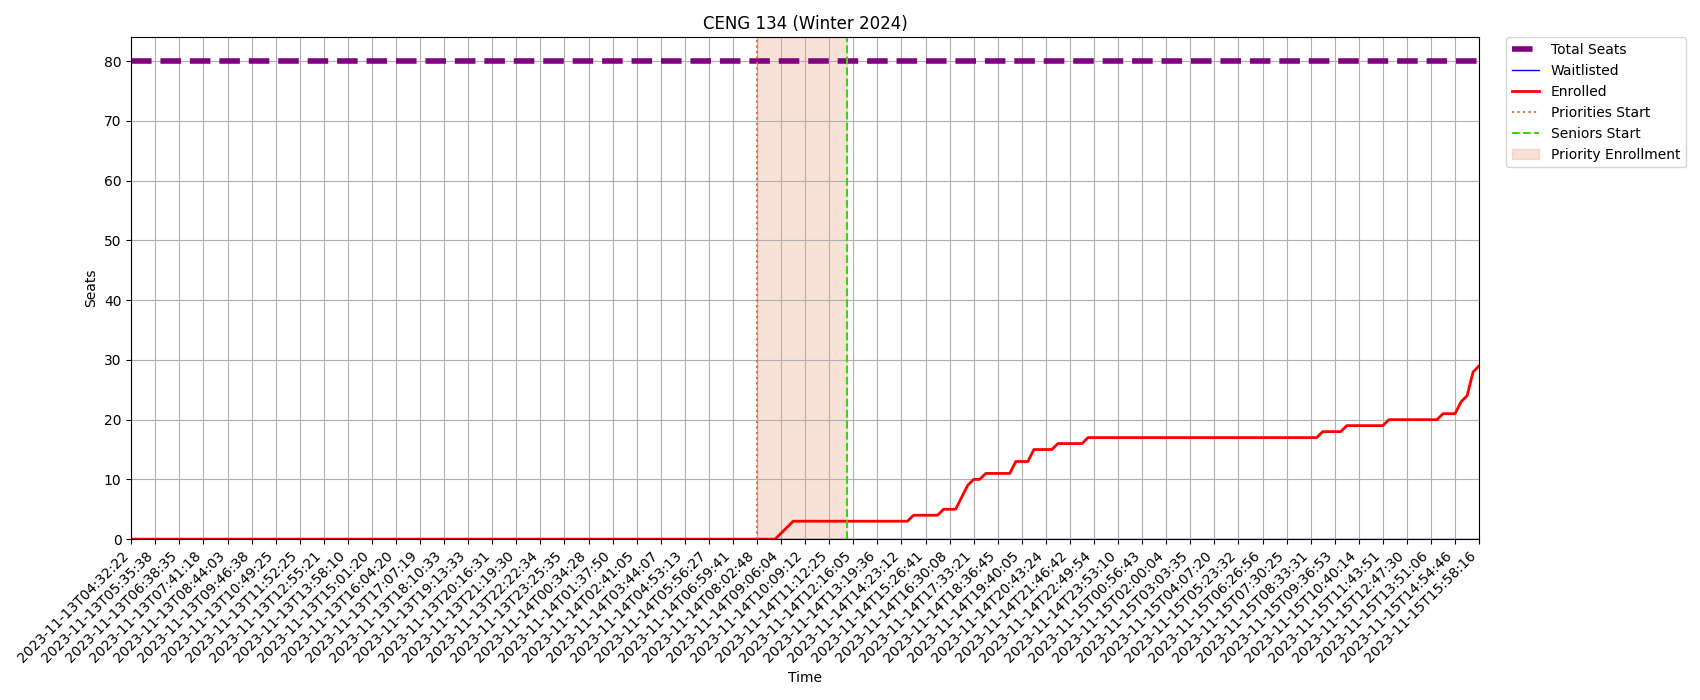 CENG 134 (Winter 2024)
Total Seats
Waitlisted
Enrolled
Priorities Start
Seniors Start
Priority Enrollment
Seats
80
70
60
50
40
30
20
10
0
2023-11-13T04:32:22
2023-11-13T05:35:38
2023-11-13T06:38:35
2023-11-13T07:41:18
2023-11-13T08:44:03
2023-11-13T09:46:38
2023-11-13T10:49:25
2023-11-13T11:52:25
2023-11-13T12:55:21
2023-11-13T13:58:10
2023-11-13T15:01:20
2023-11-13T16:04:20
2023-11-13T17:07:19
2023-11-13T18:10:33
2023-11-13T19:13:33
2023-11-13T20:16:31
2023-11-13T21:19:30
2023-11-13T22:22:34
2023-11-13T23:25:35
2023-11-14T00:34:28
2023-11-14T01:37:50
2023-11-14T02:41:05
2023-11-14T03:44:07
2023-11-14T04:53:13
2023-11-14T05:56:27
2023-11-14T06:59:41
2023-11-14T08:02:48
2023-11-14T09:06:04
2023-11-14T10:09:12
2023-11-14T11:12:25
2023-11-14T12:16:05
2023-11-14T13:19:36
2023-11-14T14:23:12
2023-11-14T15:26:41
2023-11-14T16:30:08
2023-11-14T17:33:21
2023-11-14T18:36:45
2023-11-14T19:40:05
2023-11-14T20:43:24
2023-11-14T21:46:42
2023-11-14T22:49:54
2023-11-14T23:53:10
2023-11-15T00:56:43
2023-11-15T02:00:04
2023-11-15T03:03:35
2023-11-15T04:07:20
2023-11-15T05:23:32
2023-11-15T06:26:56
2023-11-15T07:30:25
2023-11-15T08:33:31
2023-11-15T09:36:53
2023-11-15T10:40:14
2023-11-15T11:43:51
2023-11-15T12:47:30
2023-11-15T13:51:06
2023-11-15T14:54:46
2023-11-15T15:58:16
Time